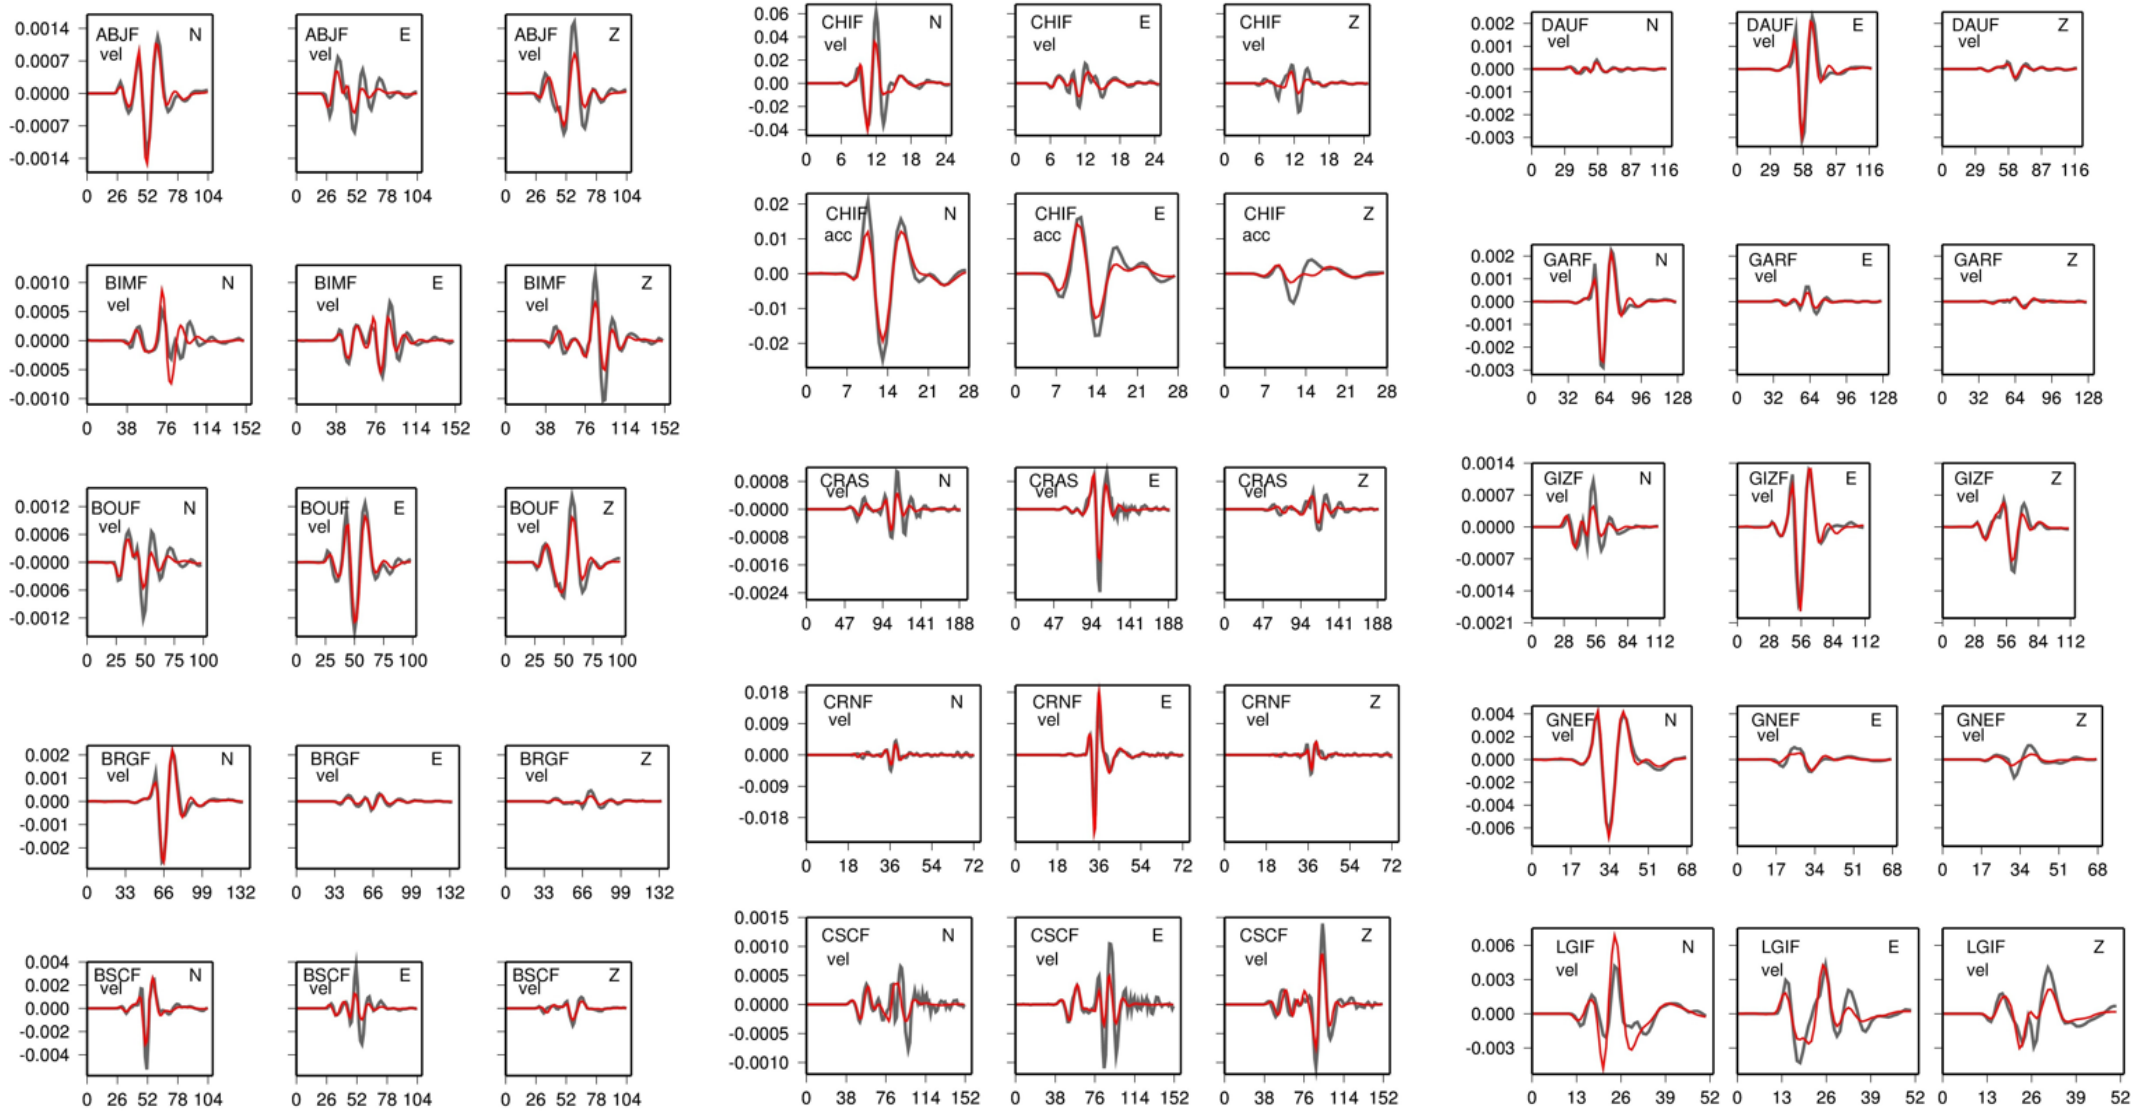 ABJF N
vel
0.0014
0.0007
0.0000
-0.0007
-0.0014
0 26 52 78 104
ABJF E
vel
0 26 52 78 104
ABJF Z
vel
0 26 52 78 104
BIMF N
vel
0.0010
0.0005
0.0000
-0.0005
-0.0010
0 38 76 114 152
BIMF E
vel
0 38 76 114 152
BIMF Z
vel
0 38 76 114 152
BOUF N
vel
0.0012
0.0006
-0.0000
-0.0006
-0.0012
0 25 50 75 100
BOUF E
vel
0 25 50 75 100
BOUF Z
vel
0 25 50 75 100
BRGF N
vel
0.002
0.001
0.000
-0.001
-0.002
0 33 66 99 132
BRGF E
vel
0 33 66 99 132
BRGF Z
vel
0 33 66 99 132
BSCF N
vel
0.004
0.002
0.000
-0.002
-0.004
0 26 52 78 104
BSCF E
vel
0 26 52 78 104
BSCF Z
vel
0 26 52 78 104
CHIF N
vel
0.06
0.04
0.02
0.00
-0.02
-0.04
0 6 12 18 24
CHIF E
vel
0 6 12 18 24
CHIF Z
vel
0 6 12 18 24
CHIF N
acc
0.02
0.01
0.00
-0.01
-0.02
0 7 14 21 28
CHIF E
acc
0 7 14 21 28
CHIF Z
acc
0 7 14 21 28
CRAS N
vel
0.0008
-0.0000
-0.0008
-0.0016
-0.0024
0 47 94 141 188
CRAS E
vel
0 47 94 141 188
CRAS Z
vel
0 47 94 141 188
CRNF N
vel
0.018
0.009
0.000
-0.009
-0.018
0 18 36 54 72
CRNF E
vel
0 18 36 54 72
CRNF Z
vel
0 18 36 54 72
CSCF N
vel
0.0015
0.0010
0.0005
0.0000
-0.0005
-0.0010
0 38 76 114 152
CSCF E
vel
0 38 76 114 152
CSCF Z
vel
0 38 76 114 152
DAUF N
vel
0.002
0.001
0.000
-0.001
-0.002
-0.003
0 29 58 87 116
DAUF E
vel
0 29 58 87 116
DAUF Z
vel
0 29 58 87 116
GARF N
vel
0.002
0.001
0.000
-0.001
-0.002
-0.003
0 32 64 96 128
GARF E
vel
0 32 64 96 128
GARF Z
vel
0 32 64 96 128
GIZF N
vel
0.0014
0.0007
0.0000
-0.0007
-0.0014
-0.0021
0 28 56 84 112
GIZF E
vel
0 28 56 84 112
GIZF Z
vel
0 28 56 84 112
GNEF N
vel
0.004
0.002
0.000
-0.002
-0.004
-0.006
0 17 34 51 68
GNEF E
vel
0 17 34 51 68
GNEF Z
vel
0 17 34 51 68
LGIF N
vel
0.006
0.003
0.000
-0.003
0 13 26 39 52
LGIF E
vel
0 13 26 39 52
LGIF Z
vel
0 13 26 39 52